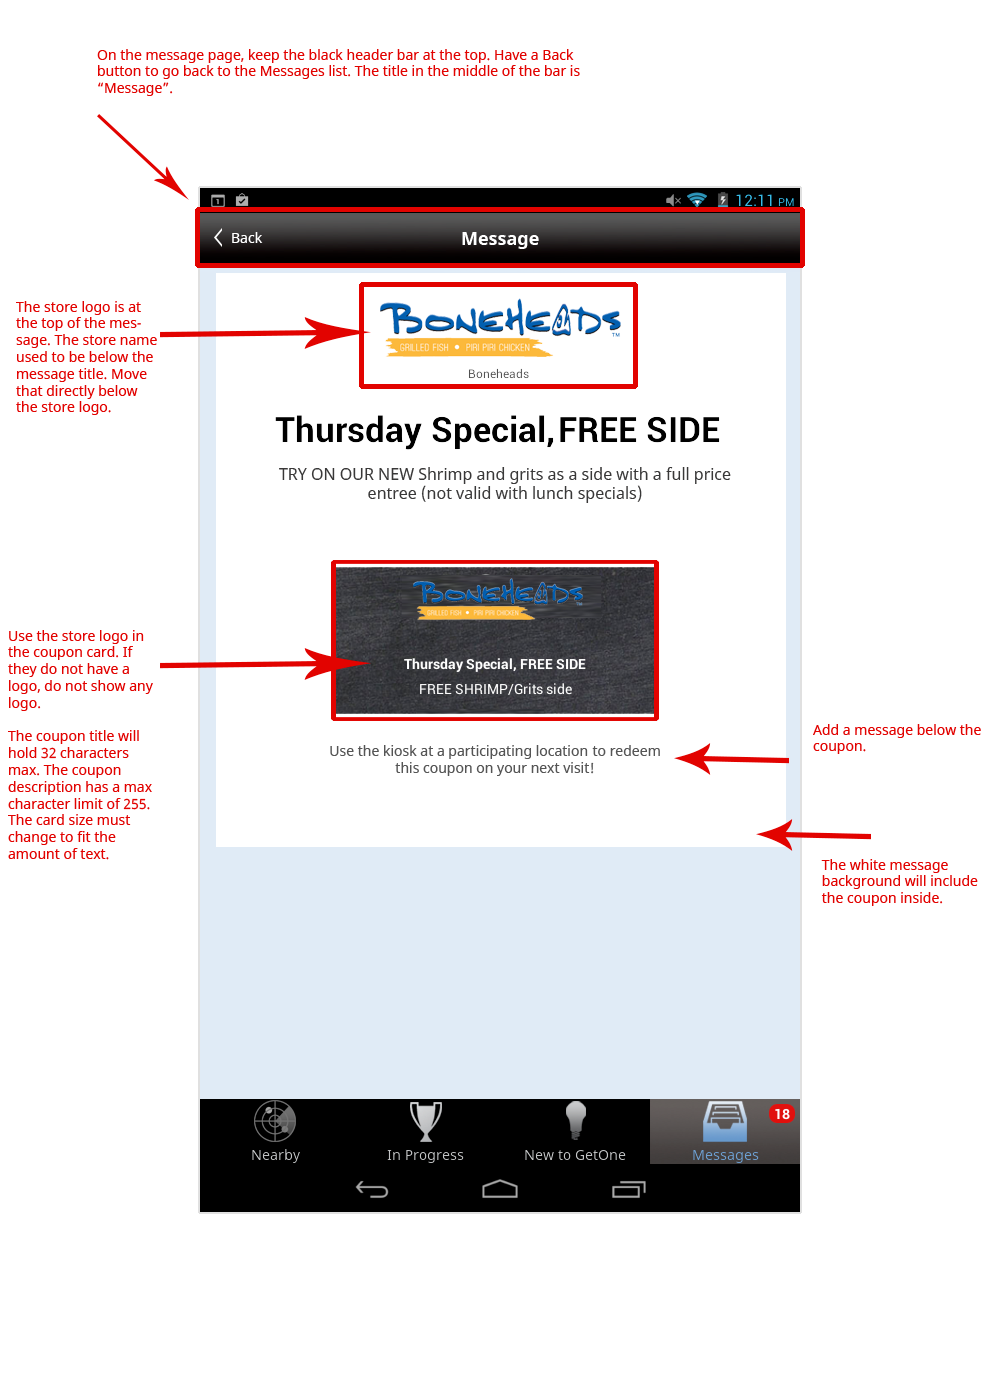 On the message page, keep the black header bar at the top. Have a Back
button to go back to the Messages list. The title in the middle of the bar is
“Message”.
1
12:11 PM
Back
Message
The store logo is at
the top of the mes-
sage. The store name
used to be below the
message title. Move
that directly below
the store logo.
BONEHEADS™
GRILLED FISH • PIRI PIRI CHICKEN
Boneheads
Thursday Special, FREE SIDE
TRY ON OUR NEW Shrimp and grits as a side with a full price
entree (not valid with lunch specials)
Use the store logo in
the coupon card. If
they do not have a
logo, do not show any
logo.
The coupon title will
hold 32 characters
max. The coupon
description has a max
character limit of 255.
The card size must
change to fit the
amount of text.
BONEHEADS™
GRILLED FISH • PIRI PIRI CHICKEN
Thursday Special, FREE SIDE
FREE SHRIMP/Grits side
Use the kiosk at a participating location to redeem
this coupon on your next visit!
Add a message below the
coupon.
The white message
background will include
the coupon inside.
Nearby
In Progress
New to GetOne
Messages
18